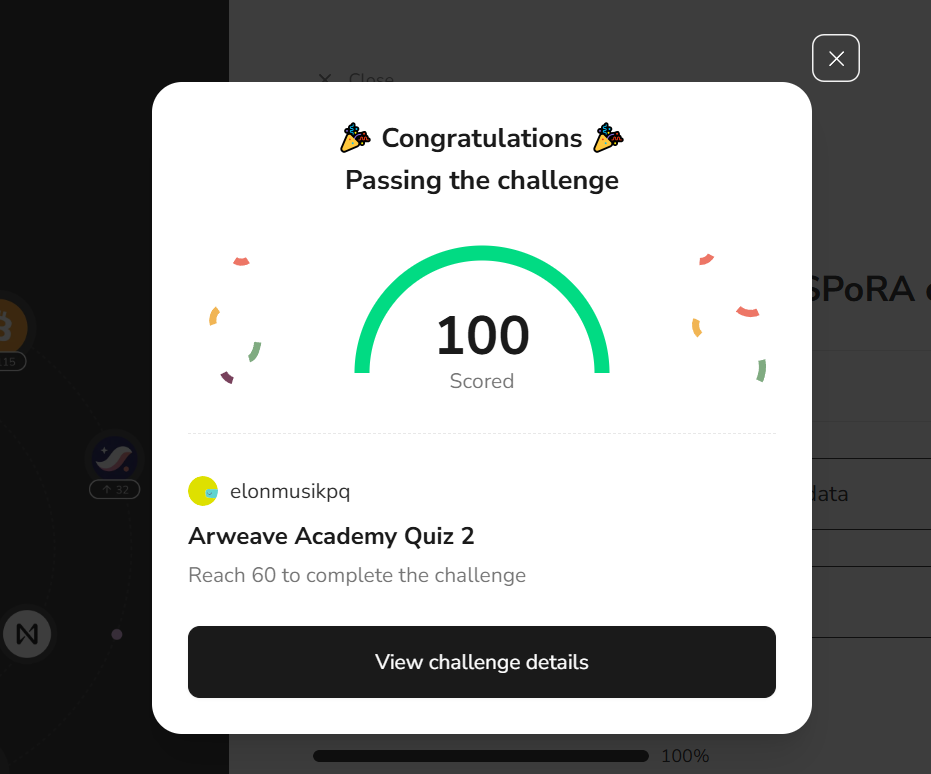 Close
Congratulations
Passing the challenge
SPoRA
100
Scored
115
32
elonmusikpq
data
Arweave Academy Quiz 2
Reach 60 to complete the challenge
View challenge details
100%